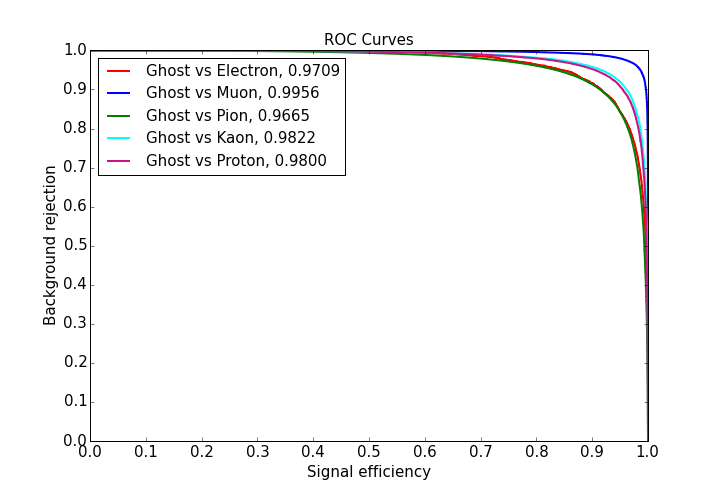 ROC Curves
1.0
0.9
0.8
0.7
0.6
0.5
0.4
0.3
0.2
0.1
0.0
Background rejection
Ghost vs Electron, 0.9709
Ghost vs Muon, 0.9956
Ghost vs Pion, 0.9665
Ghost vs Kaon, 0.9822
Ghost vs Proton, 0.9800
0.0 0.1 0.2 0.3 0.4 0.5 0.6 0.7 0.8 0.9 1.0
Signal efficiency